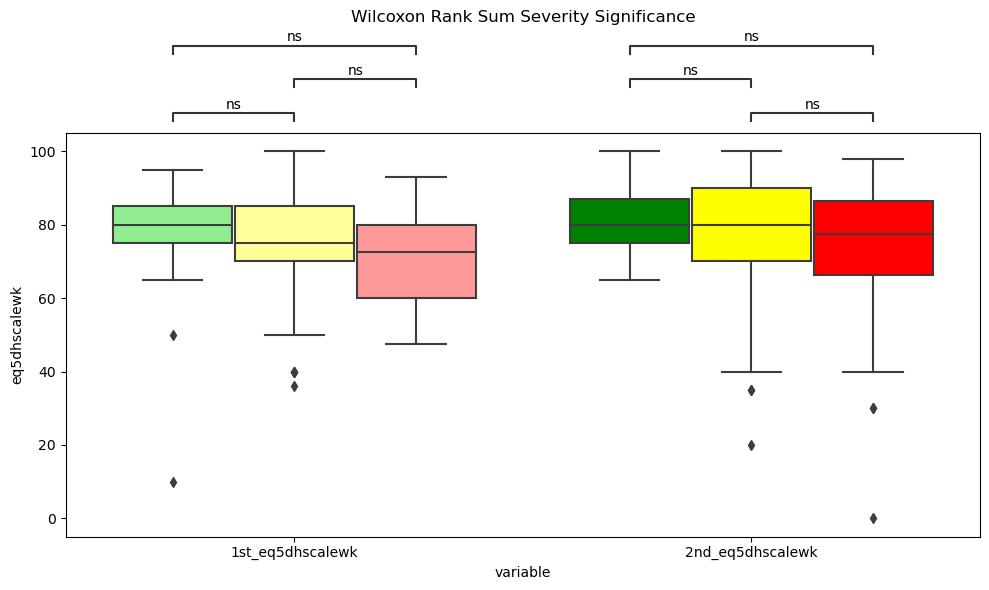 Wilcoxon Rank Sum Severity Significance
ns
ns
ns
ns
ns
ns
100
80
60
40
20
0
eq5dhscalewk
1st_eq5dhscalewk
2nd_eq5dhscalewk
variable